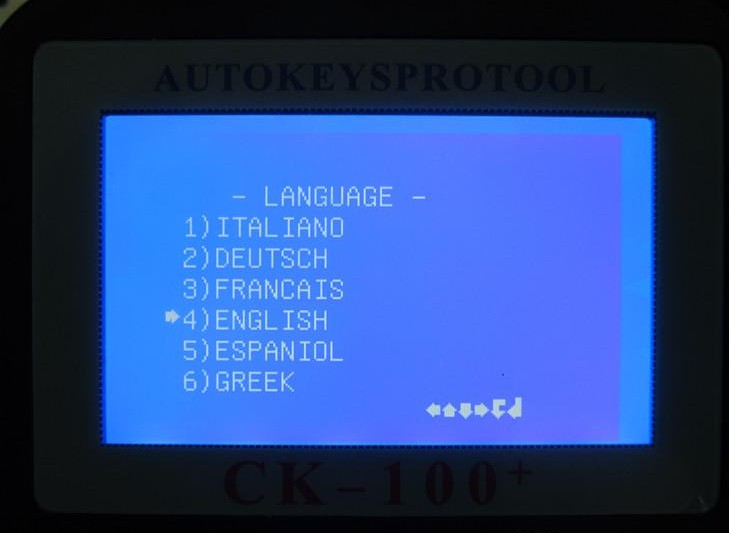 AUTOKEYSPROTOOL
- LANGUAGE -
1)ITALIANO
2)DEUTSCH
3)FRANCAIS
4)ENGLISH
5)ESPANIOL
6)GREEK
CK-100+